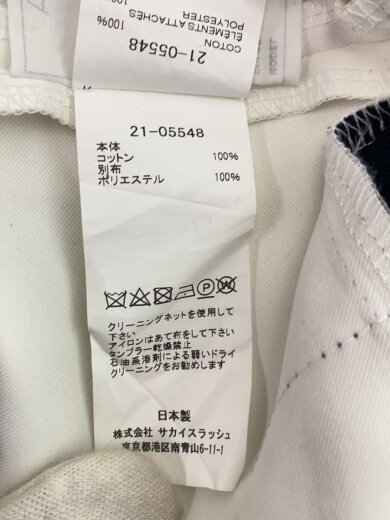 COTTON 100%
ÉLÉMENTS ATTACHÉS
POLYESTER 100%
21-05548
21-05548
本体
コットン 100%
別布
ポリエステル 100%
クリーニングネットを使用して
下さい
アイロンはあて布をして下さい
タンブラー乾燥禁止
石油系溶剤による弱いドライ
クリーニングをお勧めします
日本製
株式会社 サカイスラッシュ
東京都港区南青山6-11-1